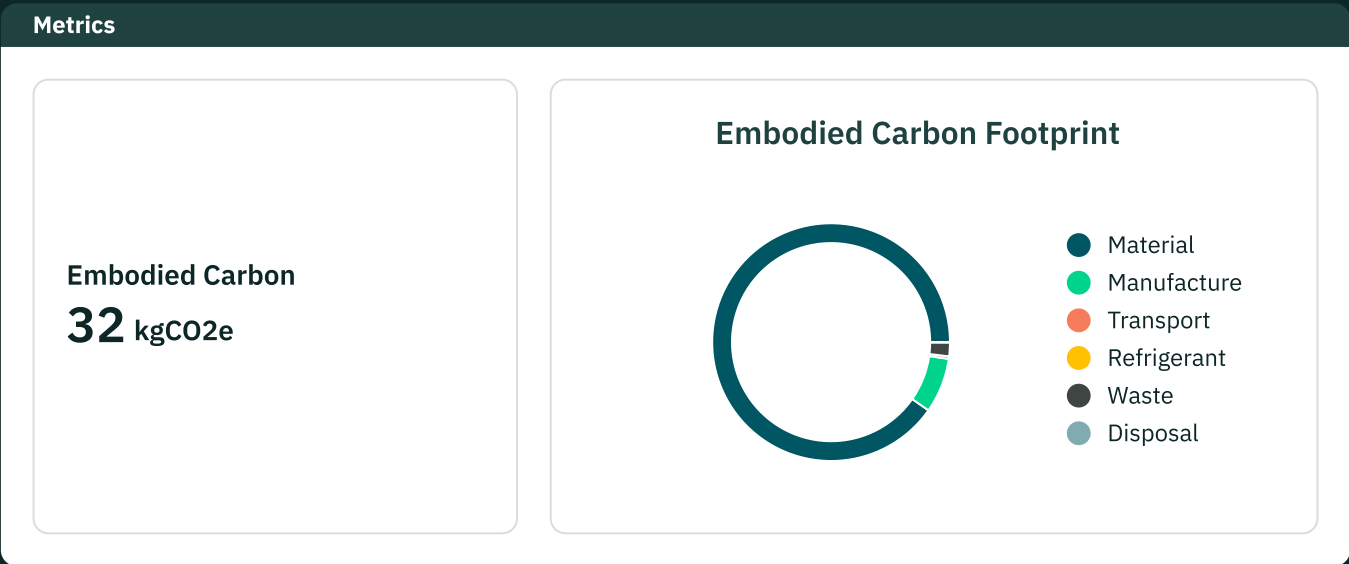 Metrics
Embodied Carbon
32 kgCO2e
Embodied Carbon Footprint
Material
Manufacture
Transport
Refrigerant
Waste
Disposal